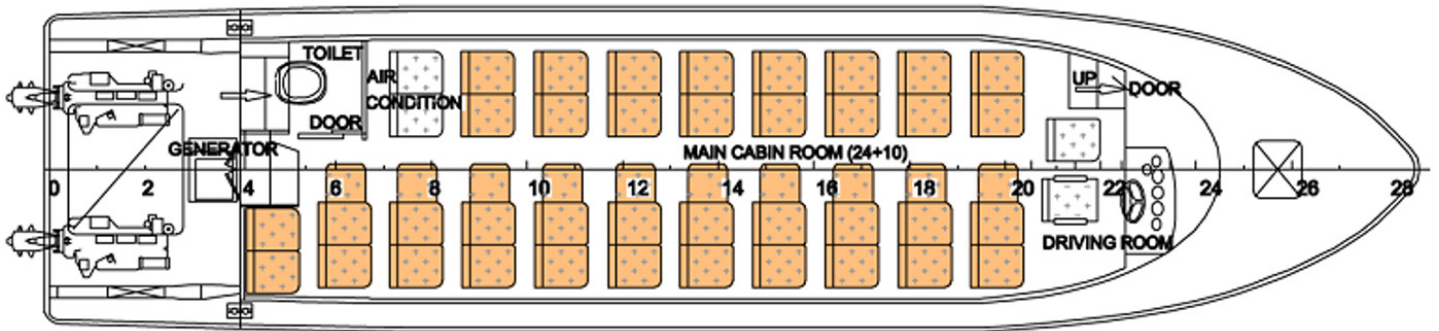 TOILET
AIR
CONDITION
DOOR
UP
DOOR
GENERATOR
MAIN CABIN ROOM (24+10)
0 2 4 6 8 10 12 14 16 18 20 22 24 26 28
DRIVING ROOM